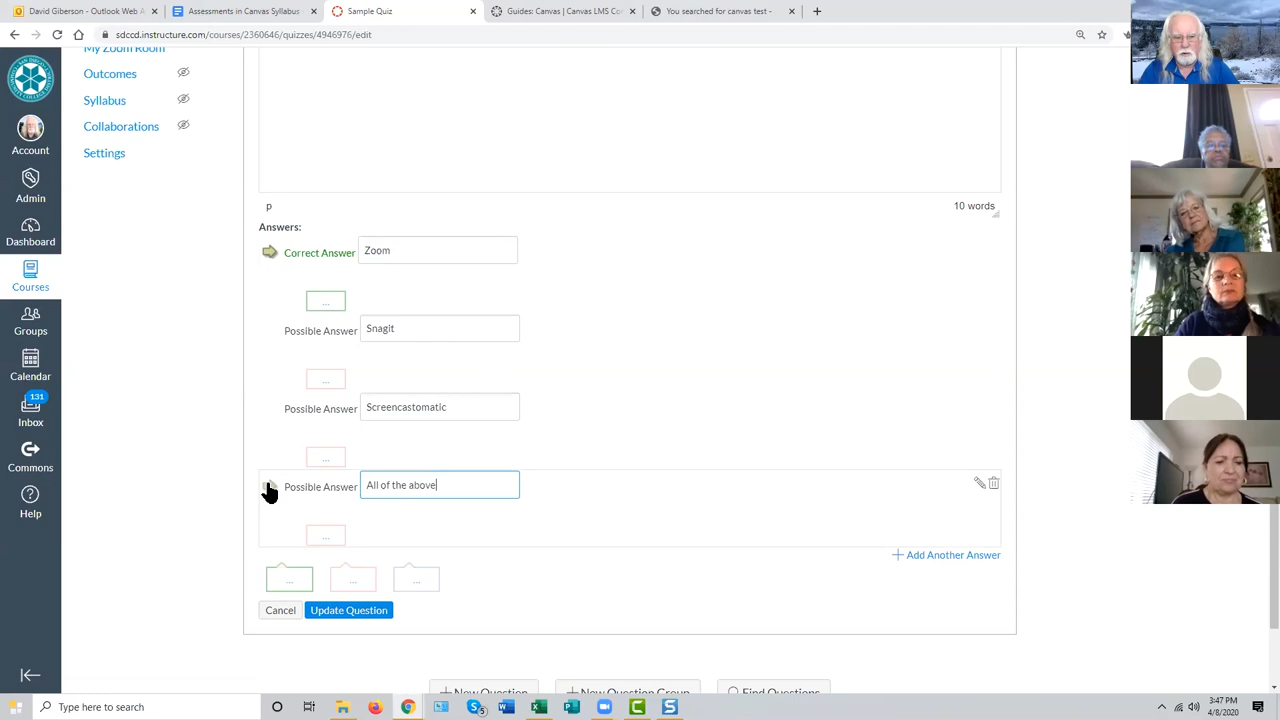 David Giberson - Outlook Web A
Assessments in Canvas Syllabus
Sample Quiz
Guides: Canvas | Canvas LMS Co
You searched for canvas test -
sdccd.instructure.com/courses/2360646/quizzes/4946976/edit
My Zoom Room
Outcomes
Syllabus
Collaborations
Settings
Account
Admin
Dashboard
Courses
Groups
Calendar
131
Inbox
Commons
Help
p
10 words
Answers:
Correct Answer Zoom
...
Possible Answer Snagit
...
Possible Answer Screencastomatic
...
Possible Answer All of the above
...
+ Add Another Answer
... ... ...
Cancel Update Question
+ New Question + New Question Group Find Questions
Type here to search
5
3:47 PM
4/8/2020